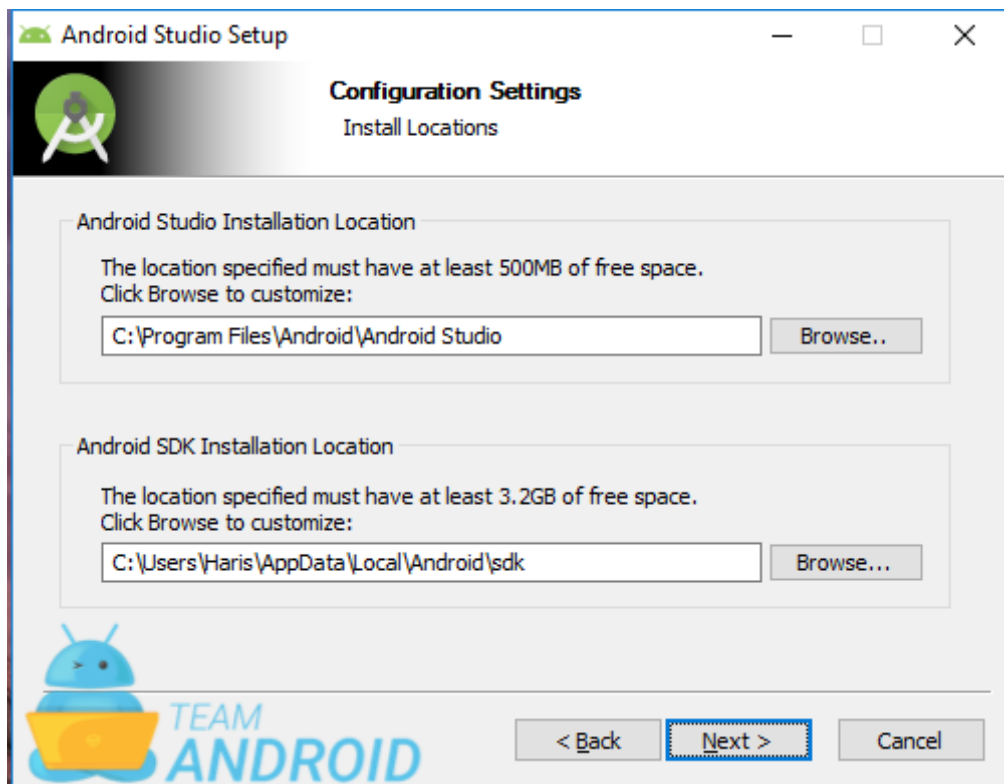 Android Studio Setup
Configuration Settings
Install Locations
Android Studio Installation Location
The location specified must have at least 500MB of free space.
Click Browse to customize:
C:\Program Files\Android\Android Studio
Browse..
Android SDK Installation Location
The location specified must have at least 3.2GB of free space.
Click Browse to customize:
C:\Users\Haris\AppData\Local\Android\sdk
Browse...
TEAM
ANDROID
< Back
Next >
Cancel